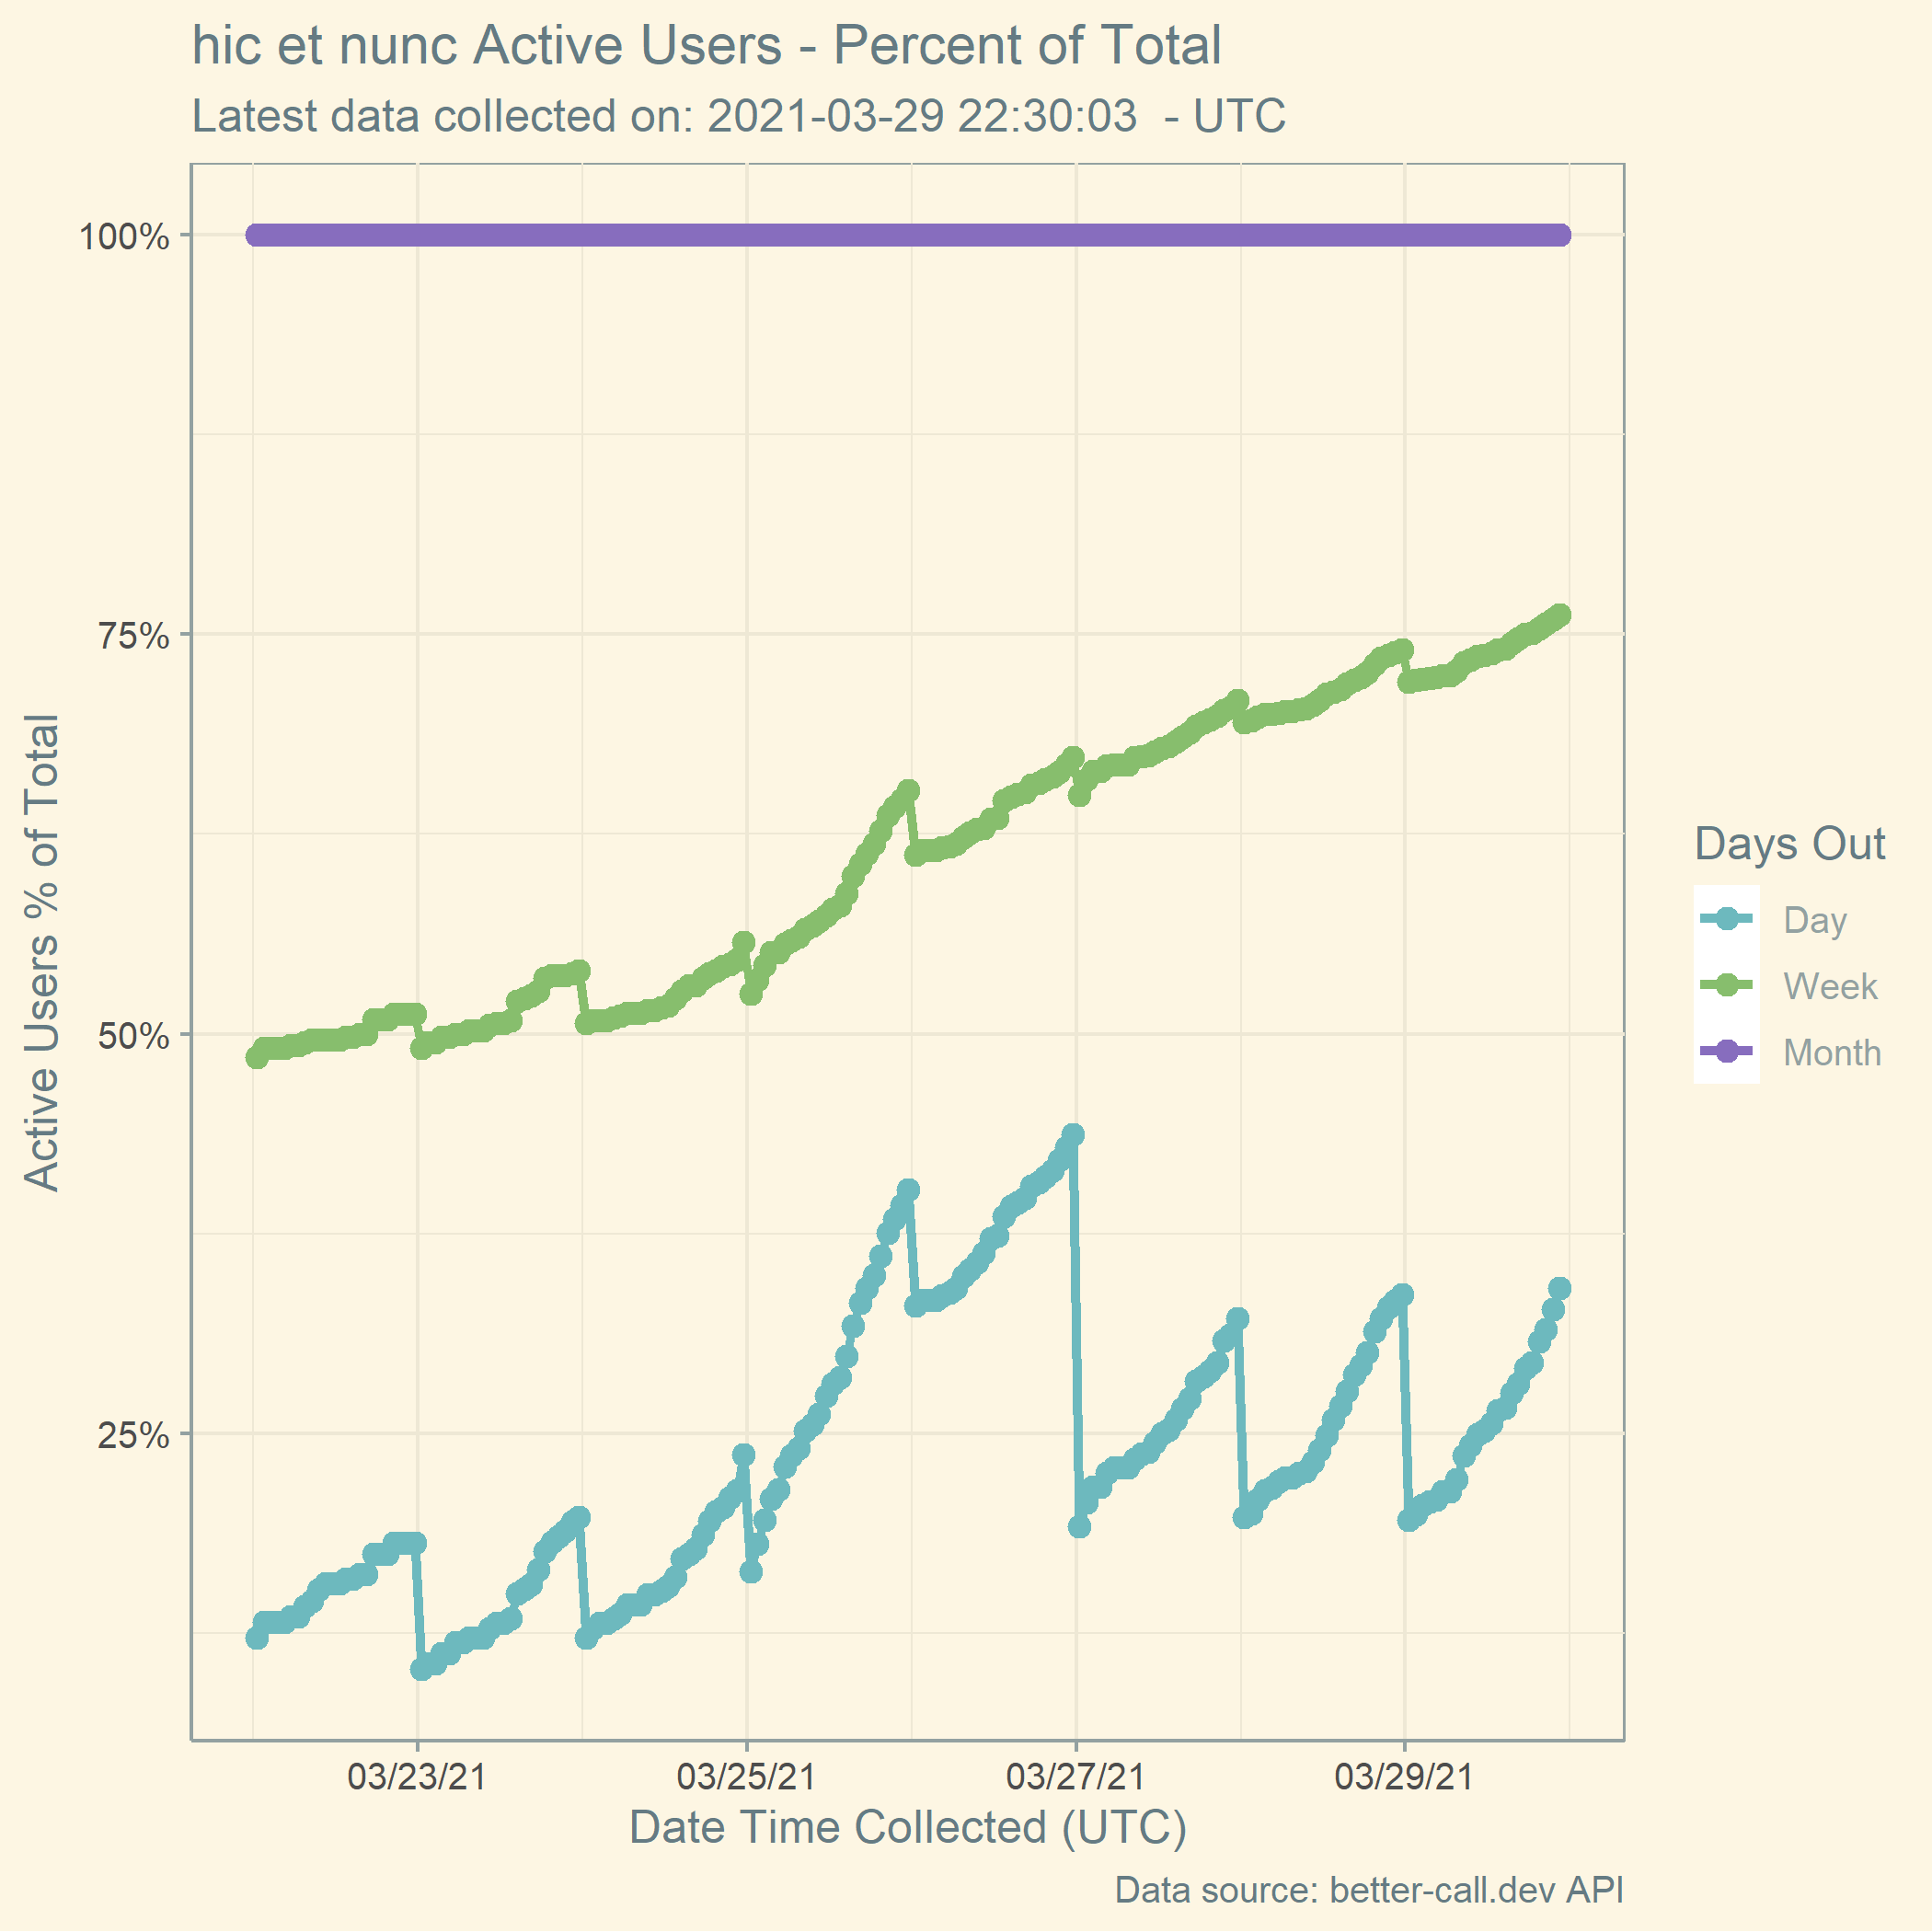 hic et nunc Active Users - Percent of Total
Latest data collected on: 2021-03-29 22:30:03  - UTC
100%
75%
50%
25%
Active Users % of Total
03/23/21 03/25/21 03/27/21 03/29/21
Date Time Collected (UTC)
Days Out
Day
Week
Month
Data source: better-call.dev API